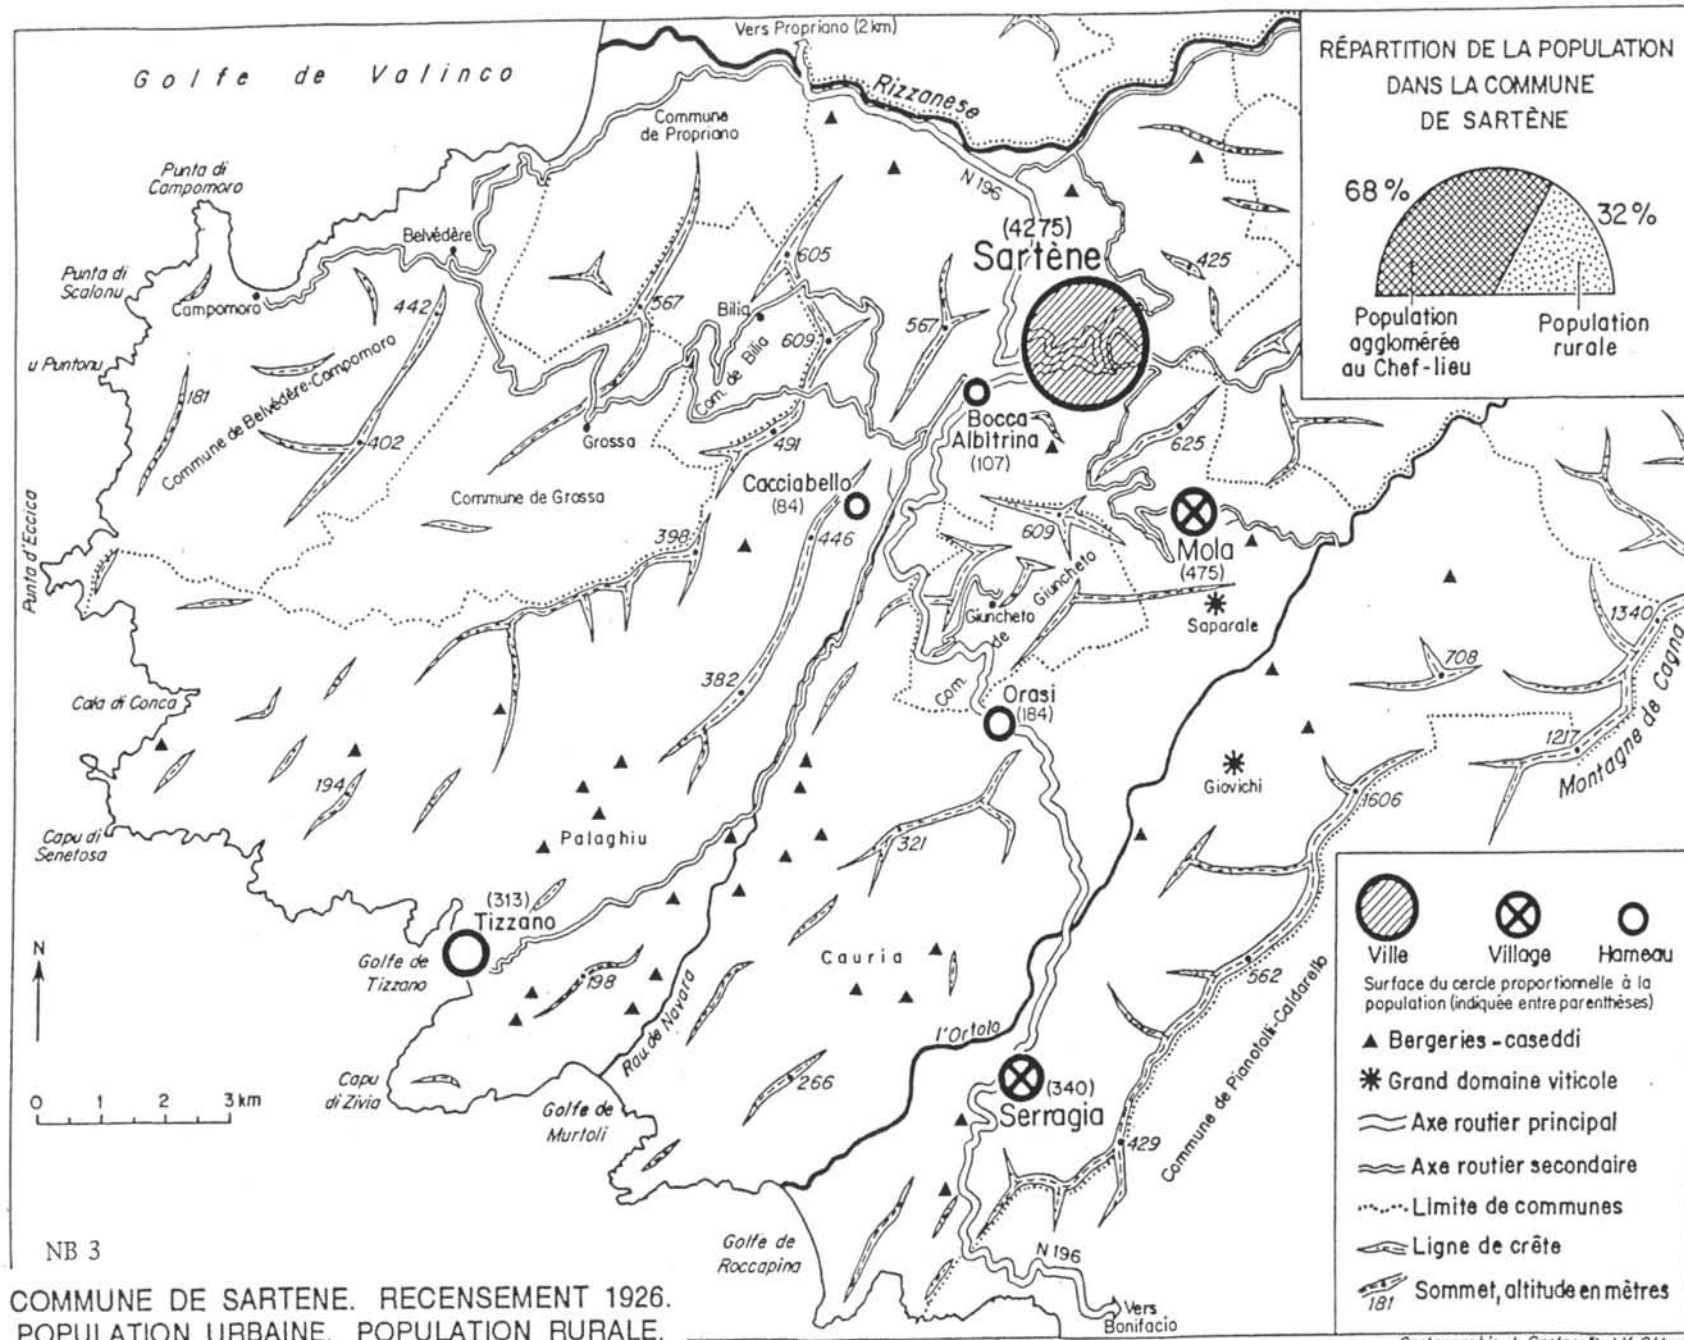 Vers Propriano (2 km)
Golfe de Valinco
Rizzanese
Commune
de Propriano
Punta di
Campomoro
N 196
(4275)
Sartène
Belvédère
605
425
Punta di
Scalonu
Campomoro
442
567
Bilia
567
609
Com. de Bilia
u Puntonu
181
Commune de Belvédère-Campomoro
402
Grossa
491
Bocca
Albitrina
(107)
625
Commune de Grossa
Cacciabello
(84)
446
398
609
Mola
(475)
Punta d'Eccica
Giuncheto
Com. de Giuncheto
Saparale
1340
708
382
Cala di Conca
Orasi
(184)
1217
Montagne de Cagna
194
Giovichi
1606
Capu di
Senetosa
Palaghiu
321
(313)
Tizzano
Golfe de
Tizzano
198
Cauria
562
Rau. de Navara
l'Ortolo
Commune de Pianotolli-Caldarello
N
Capu
di Zivia
266
(340)
Serragia
0 1 2 3 km
Golfe de
Murtoli
429
Golfe de
Roccapina
N 196
Vers
Bonifacio
NB 3
RÉPARTITION DE LA POPULATION
DANS LA COMMUNE
DE SARTÈNE
68 %
32 %
Population
agglomérée
au Chef-lieu
Population
rurale
Ville Village Hameau
Surface du cercle proportionnelle à la
population (indiquée entre parenthèses)
Bergeries - caseddi
Grand domaine viticole
Axe routier principal
Axe routier secondaire
Limite de communes
Ligne de crête
181 Sommet, altitude en mètres
COMMUNE DE SARTENE. RECENSEMENT 1926.
POPULATION URBAINE. POPULATION RURALE.